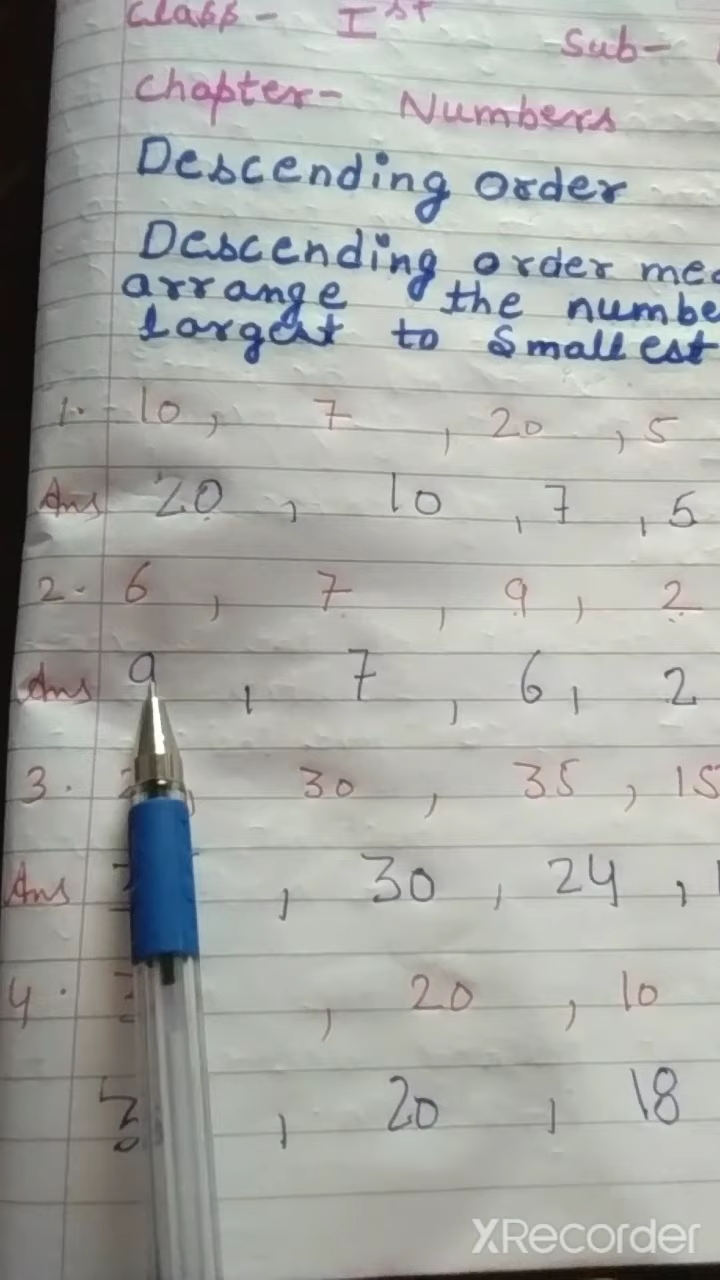 Class - Ist
Sub-
Chapter- Numbers
Descending order
Descending order mea
arrange the numbe
largest to Smallest
1. 10, 7, 20, 5
Ans 20, 10, 7, 5
2. 6, 7, 9, 2
Ans 9, 7, 6, 2
3. , 30, 35, 15
Ans , 30, 24,
4. , 20, 10
, 20, 18
XRecorder